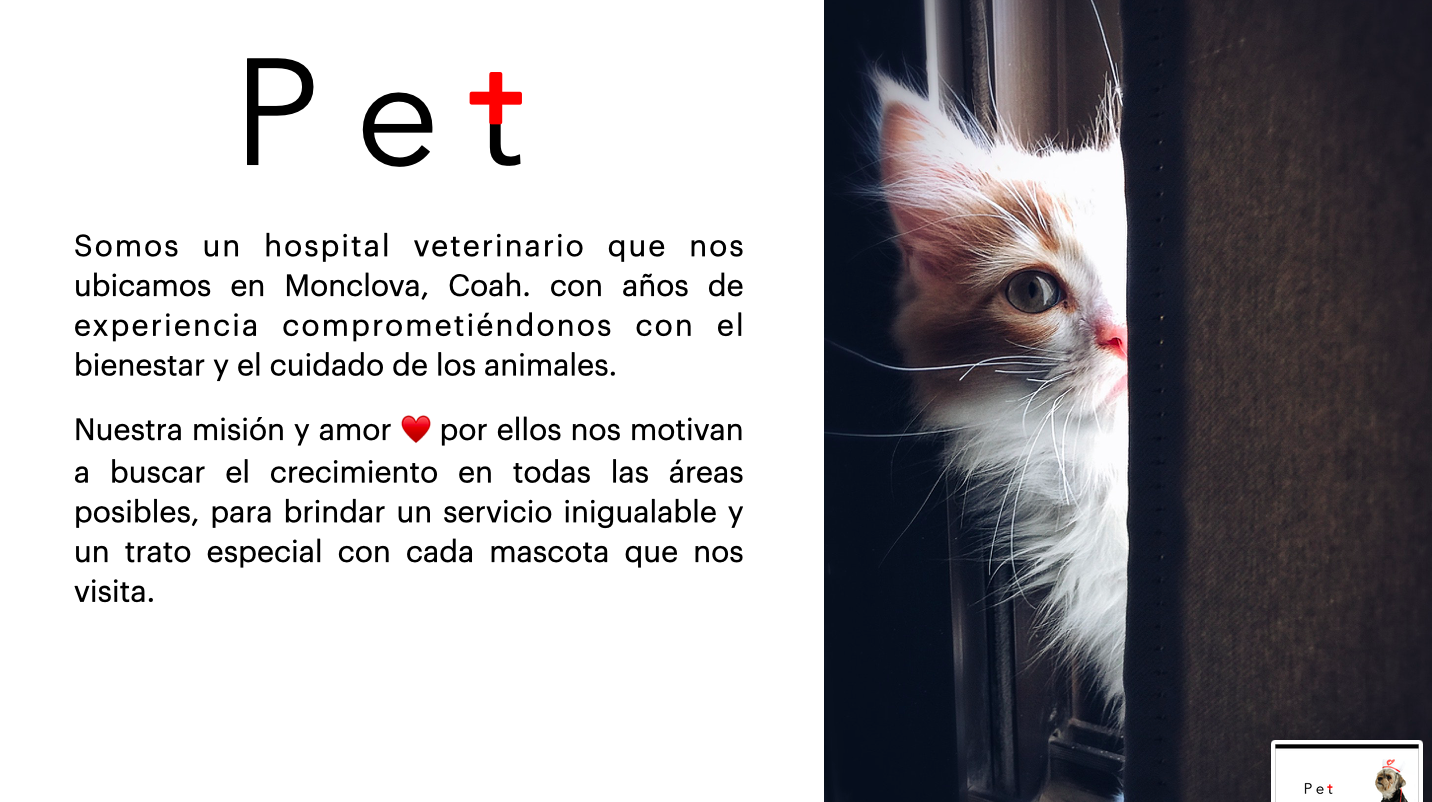 Pet
Somos un hospital veterinario que nos
ubicamos en Monclova, Coah. con años de
experiencia comprometiéndonos con el
bienestar y el cuidado de los animales.
Nuestra misión y amor ♥️ por ellos nos motivan
a buscar el crecimiento en todas las áreas
posibles, para brindar un servicio inigualable y
un trato especial con cada mascota que nos
visita.
Pet